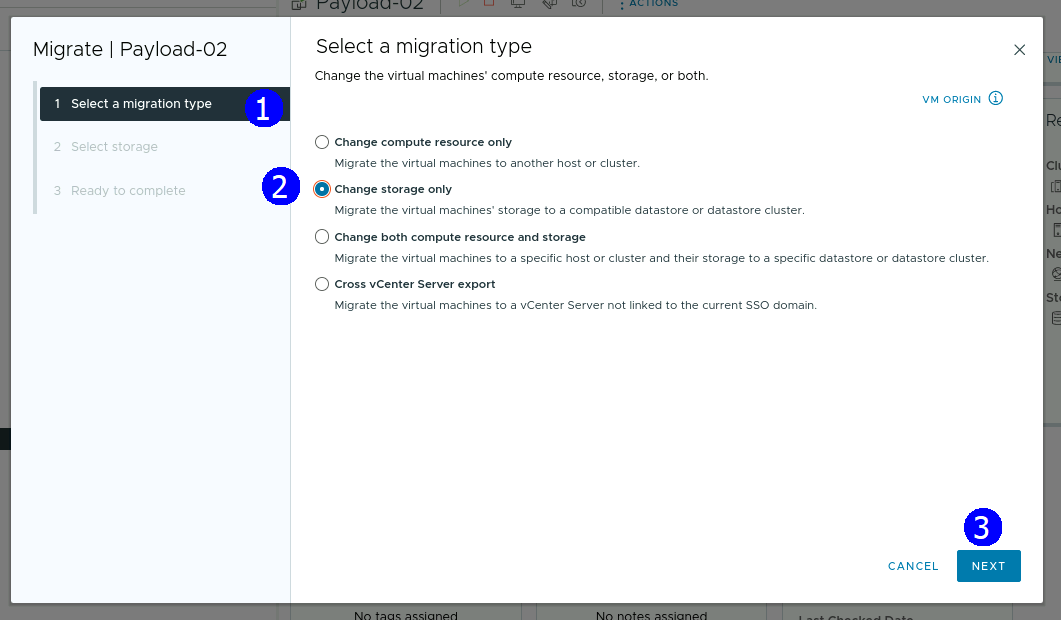 Payload-02
ACTIONS
Migrate | Payload-02
1 Select a migration type
1
2 Select storage
3 Ready to complete
Select a migration type
Change the virtual machines' compute resource, storage, or both.
VM ORIGIN
Change compute resource only
Migrate the virtual machines to another host or cluster.
2
Change storage only
Migrate the virtual machines' storage to a compatible datastore or datastore cluster.
Change both compute resource and storage
Migrate the virtual machines to a specific host or cluster and their storage to a specific datastore or datastore cluster.
Cross vCenter Server export
Migrate the virtual machines to a vCenter Server not linked to the current SSO domain.
3
CANCEL
NEXT
No tags assigned
No notes assigned
Last Checked Date